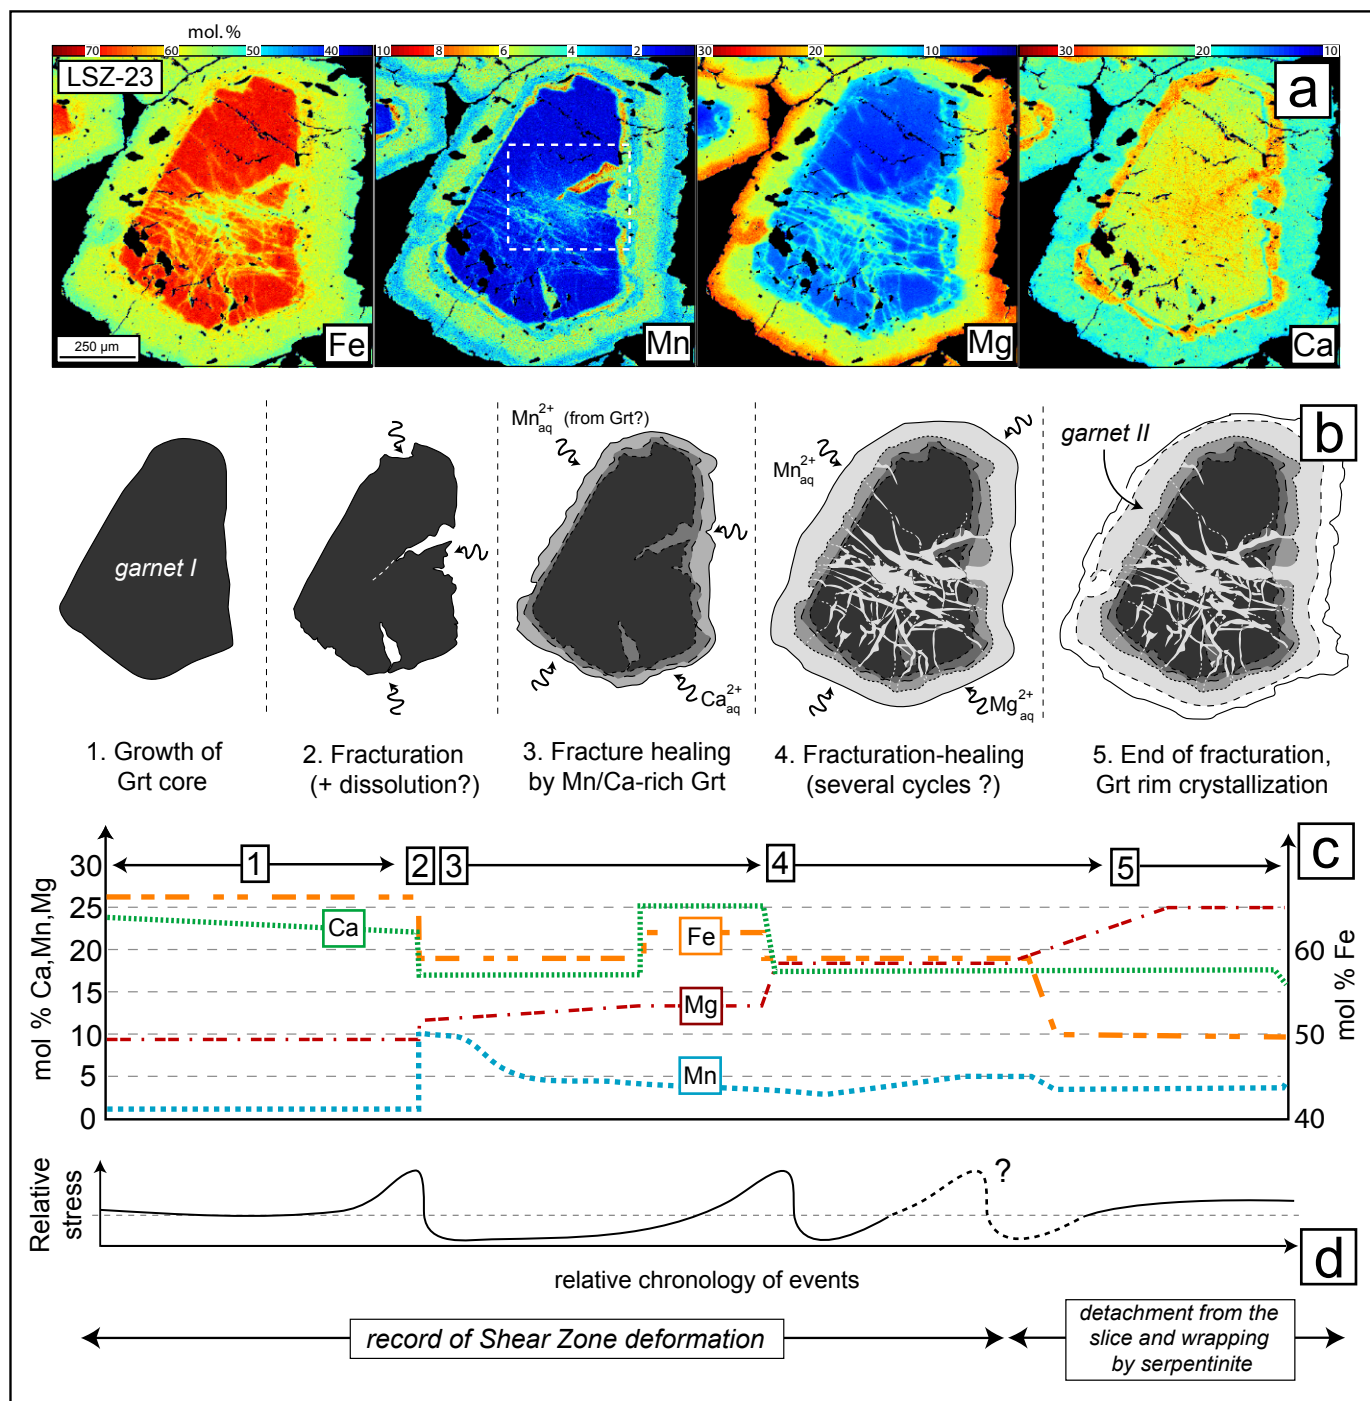 mol. %
70 60 50 40
10 8 6 4 2
30 20 10
30 20 10
LSZ-23
a
250 µm
Fe
Mn
Mg
Ca
b
garnet I
Mn2+aq (from Grt?)
Ca2+aq
Mn2+aq
Mg2+aq
garnet II
1. Growth of
Grt core
2. Fracturation
(+ dissolution?)
3. Fracture healing
by Mn/Ca-rich Grt
4. Fracturation-healing
(several cycles ?)
5. End of fracturation,
Grt rim crystallization
c
1 2 3 4 5
mol % Ca,Mn,Mg
30
25
20
15
10
5
0
Ca
Fe
Mg
Mn
60
50
40
mol % Fe
Relative
stress
?
d
relative chronology of events
record of Shear Zone deformation
detachment from the
slice and wrapping
by serpentinite